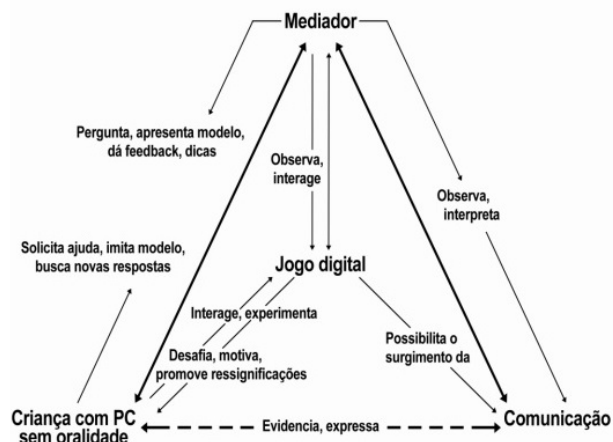 Mediador
Pergunta, apresenta modelo,
dá feedback, dicas
Observa,
interage
Observa,
interpreta
Solicita ajuda, imita modelo,
busca novas respostas
Jogo digital
Interage, experimenta
Desafia, motiva,
promove ressignificações
Possibilita o
surgimento da
Criança com PC
sem oralidade
Evidencia, expressa
Comunicação